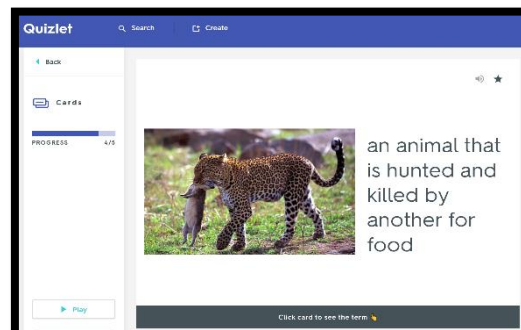 Quizlet
Search
Create
Back
Cards
PROGRESS 4/5
an animal that
is hunted and
killed by
another for
food
Play
Click card to see the term